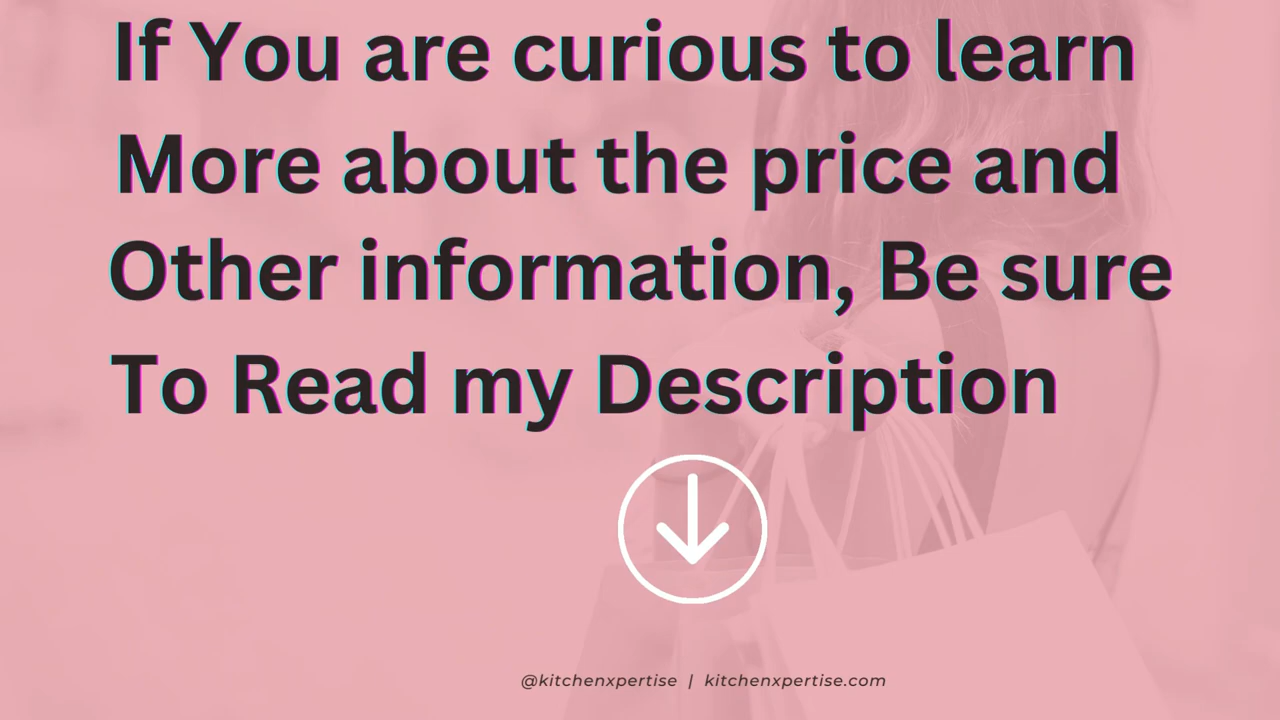 If You are curious to learn
More about the price and
Other information, Be sure
To Read my Description
@kitchenxpertise | kitchenxpertise.com